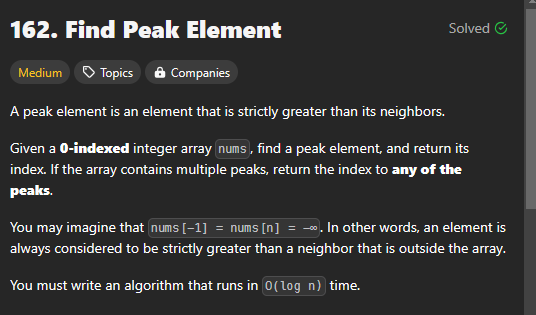 162. Find Peak Element
Solved
Medium
Topics
Companies
A peak element is an element that is strictly greater than its neighbors.
Given a 0-indexed integer array nums, find a peak element, and return its
index. If the array contains multiple peaks, return the index to any of the
peaks.
You may imagine that nums[-1] = nums[n] = -∞. In other words, an element is
always considered to be strictly greater than a neighbor that is outside the array.
You must write an algorithm that runs in O(log n) time.